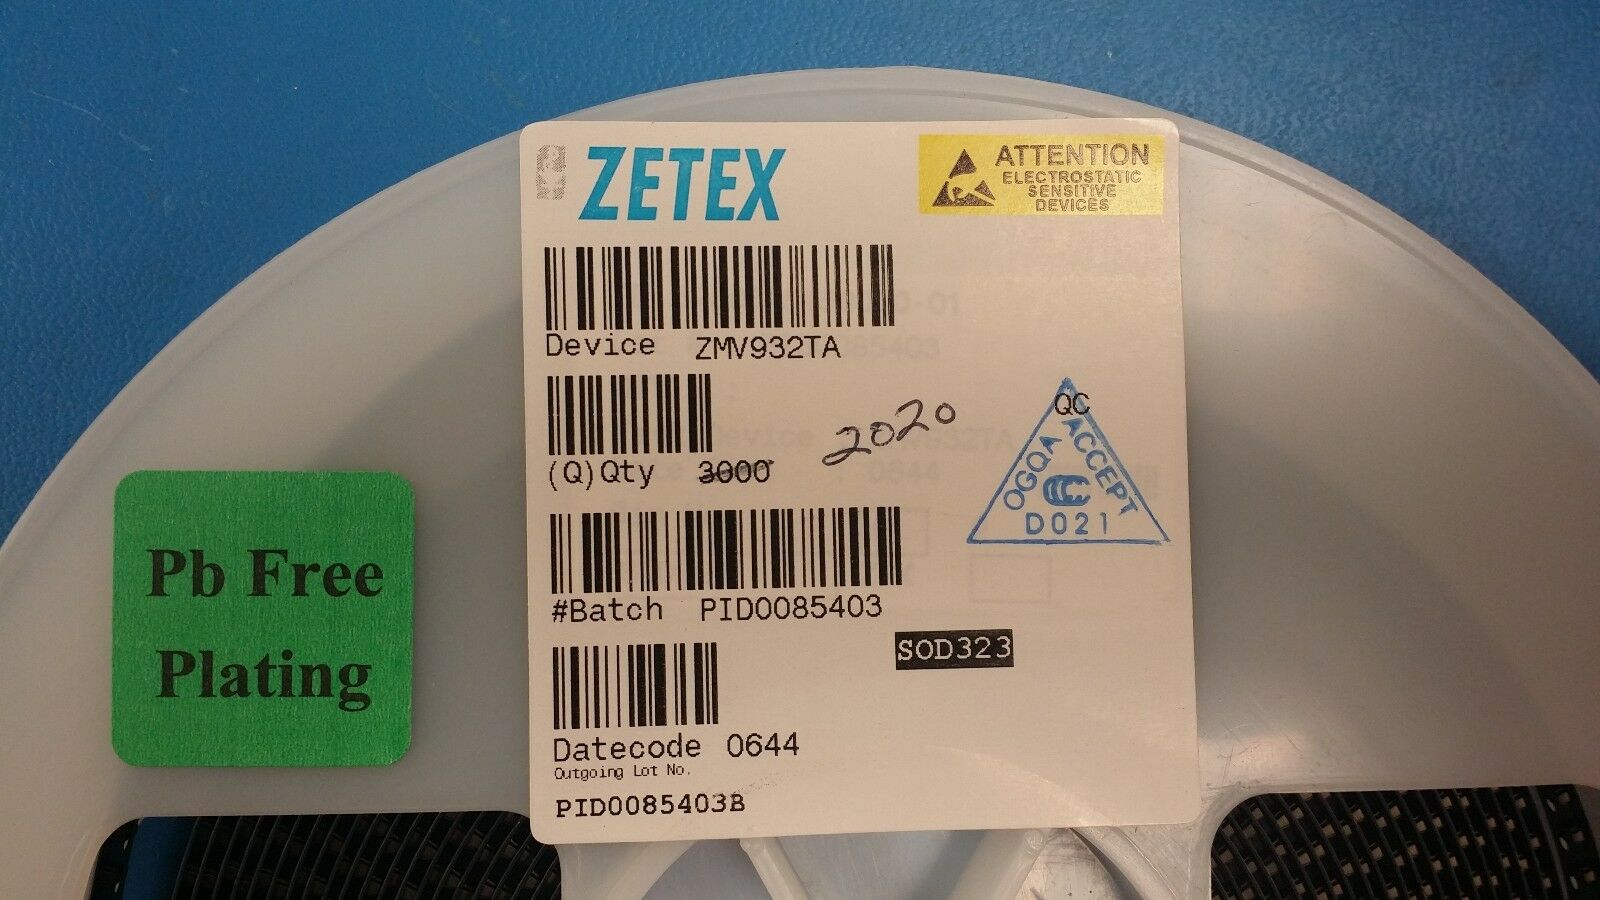 ZETEX
ATTENTION
ELECTROSTATIC
SENSITIVE
DEVICES
Device ZMV932TA
(Q)Qty 3000 2020
QC
OGQA ACCEPT
D021
#Batch PID0085403
SOD323
Datecode 0644
Outgoing Lot No.
PID0085403B
Pb Free
Plating